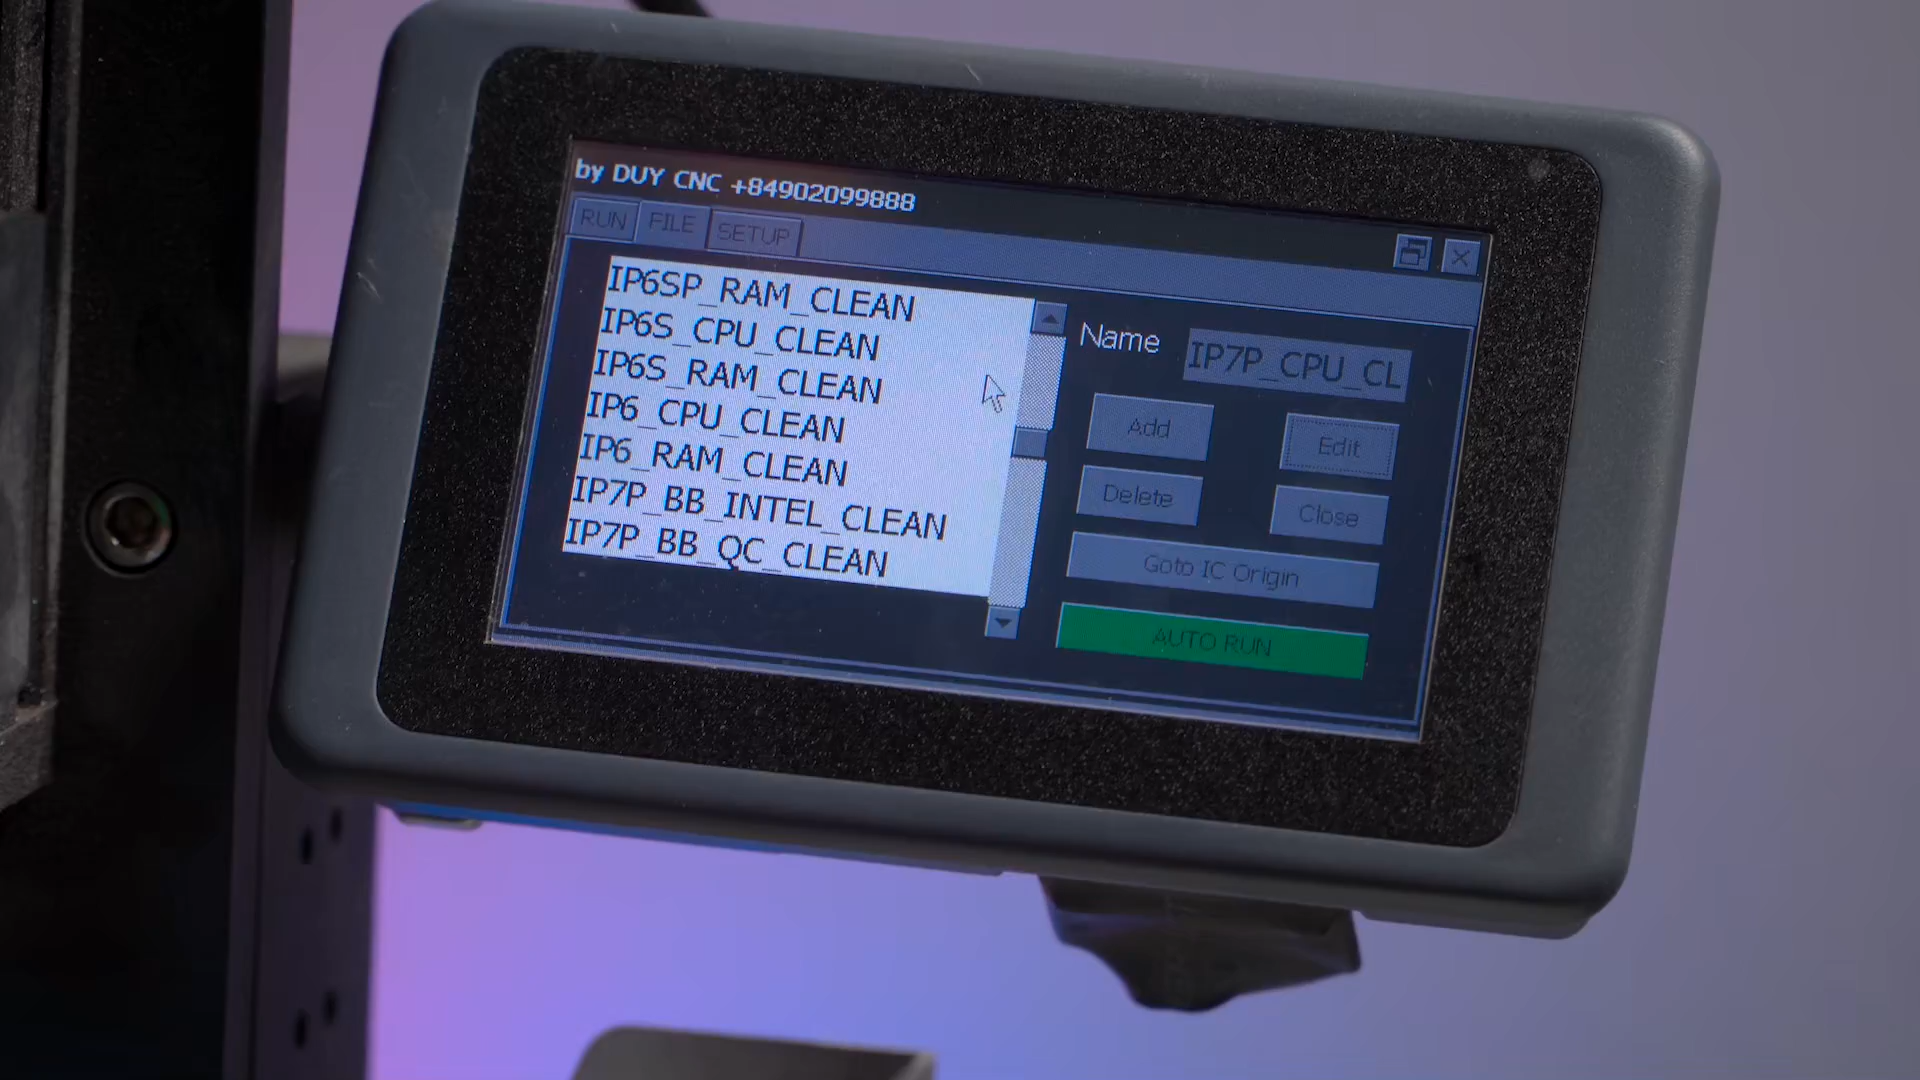 by DUY CNC +84902099888
RUN FILE SETUP
IP6SP_RAM_CLEAN
IP6S_CPU_CLEAN
IP6S_RAM_CLEAN
IP6_CPU_CLEAN
IP6_RAM_CLEAN
IP7P_BB_INTEL_CLEAN
IP7P_BB_QC_CLEAN
Name IP7P_CPU_CL
Add Edit
Delete Close
Goto IC Origin
AUTO RUN